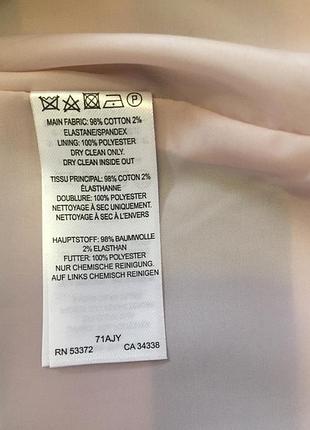 P
MAIN FABRIC: 98% COTTON 2%
ELASTANE/SPANDEX
LINING: 100% POLYESTER
DRY CLEAN ONLY.
DRY CLEAN INSIDE OUT
TISSU PRINCIPAL: 98% COTON 2%
ÉLASTHANNE
DOUBLURE: 100% POLYESTER
NETTOYAGE À SEC UNIQUEMENT.
NETTOYAGE À SEC À L'ENVERS
HAUPTSTOFF: 98% BAUMWOLLE
2% ELASTHAN
FUTTER: 100% POLYESTER
NUR CHEMISCHE REINIGUNG.
AUF LINKS CHEMISCH REINIGEN
71AJY
RN 53372 CA 34338